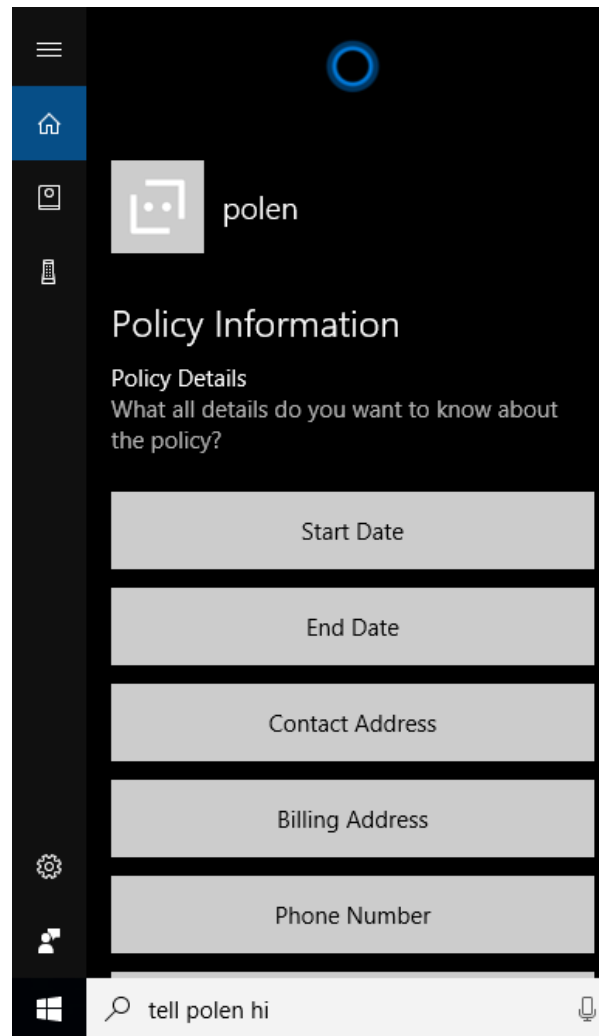 polen
Policy Information
Policy Details
What all details do you want to know about
the policy?
Start Date
End Date
Contact Address
Billing Address
Phone Number
tell polen hi